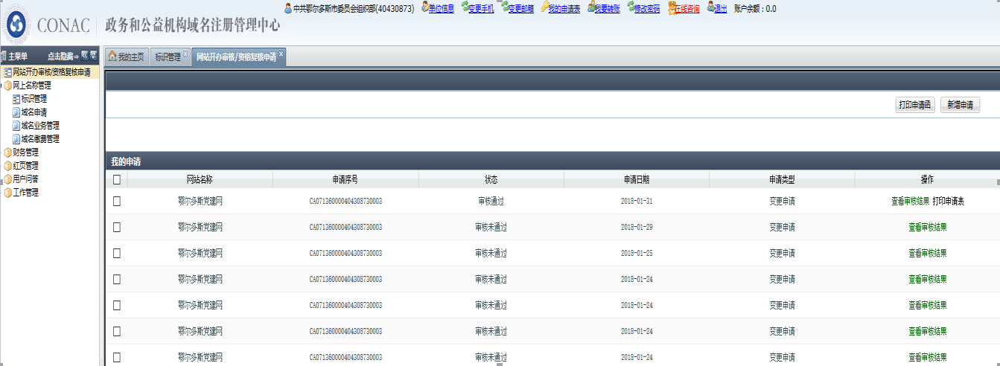 中共鄂尔多斯市委员会组织部(40430873) 单位信息 变更手机 变更邮箱 我的申请表 我要转账 修改密码 在线咨询 退出 账户余额：0.0
CONAC 政务和公益机构域名注册管理中心
主菜单 点击隐藏⇒
我的主页 标识管理 网站开办审核/资格复核申请
网站开办审核/资格复核申请
网上名称管理
标识管理
域名申请
域名业务管理
域名缴费管理
财务管理
红页管理
用户问答
工作管理
打印申请函 新增申请
我的申请
网站名称 申请序号 状态 申请日期 申请类型 操作
鄂尔多斯党建网 CA071360000404308730003 审核通过 2018-01-31 变更申请 查看审核结果 打印申请表
鄂尔多斯党建网 CA071360000404308730003 审核未通过 2018-01-29 变更申请 查看审核结果
鄂尔多斯党建网 CA071360000404308730003 审核未通过 2018-01-25 变更申请 查看审核结果
鄂尔多斯党建网 CA071360000404308730003 审核未通过 2018-01-24 变更申请 查看审核结果
鄂尔多斯党建网 CA071360000404308730003 审核未通过 2018-01-24 变更申请 查看审核结果
鄂尔多斯党建网 CA071360000404308730003 审核未通过 2018-01-24 变更申请 查看审核结果
鄂尔多斯党建网 CA071360000404308730003 审核未通过 2018-01-24 变更申请 查看审核结果